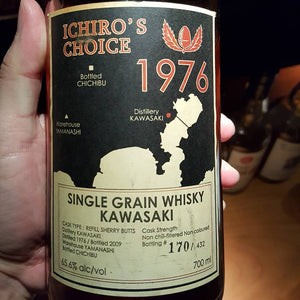 ICHIRO'S
CHOICE
1976
Bottled
CHICHIBU
Distillery
KAWASAKI
Warehouse
YAMANASHI
SINGLE GRAIN WHISKY
KAWASAKI
CASK TYPE : REFILL SHERRY BUTTS
Distillery KAWASAKI
Distilled 1976 / Bottled 2009
Warehouse YAMANASHI
Bottled CHICHIBU
Cask Strength
Non chill-filtered Non-coloured
Bottling # 170/432
65.6% alc/vol
700 ml